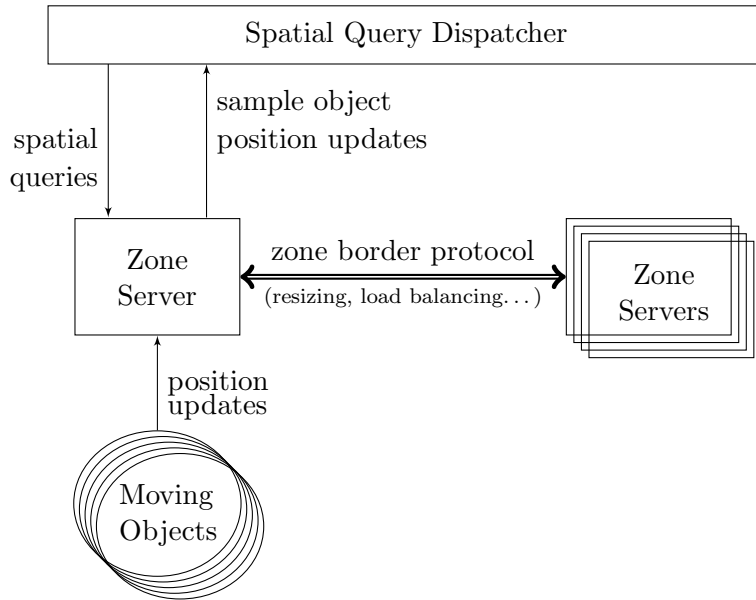 Spatial Query Dispatcher
spatial
queries
sample object
position updates
Zone
Server
zone border protocol
(resizing, load balancing...)
Zone
Servers
position
updates
Moving
Objects